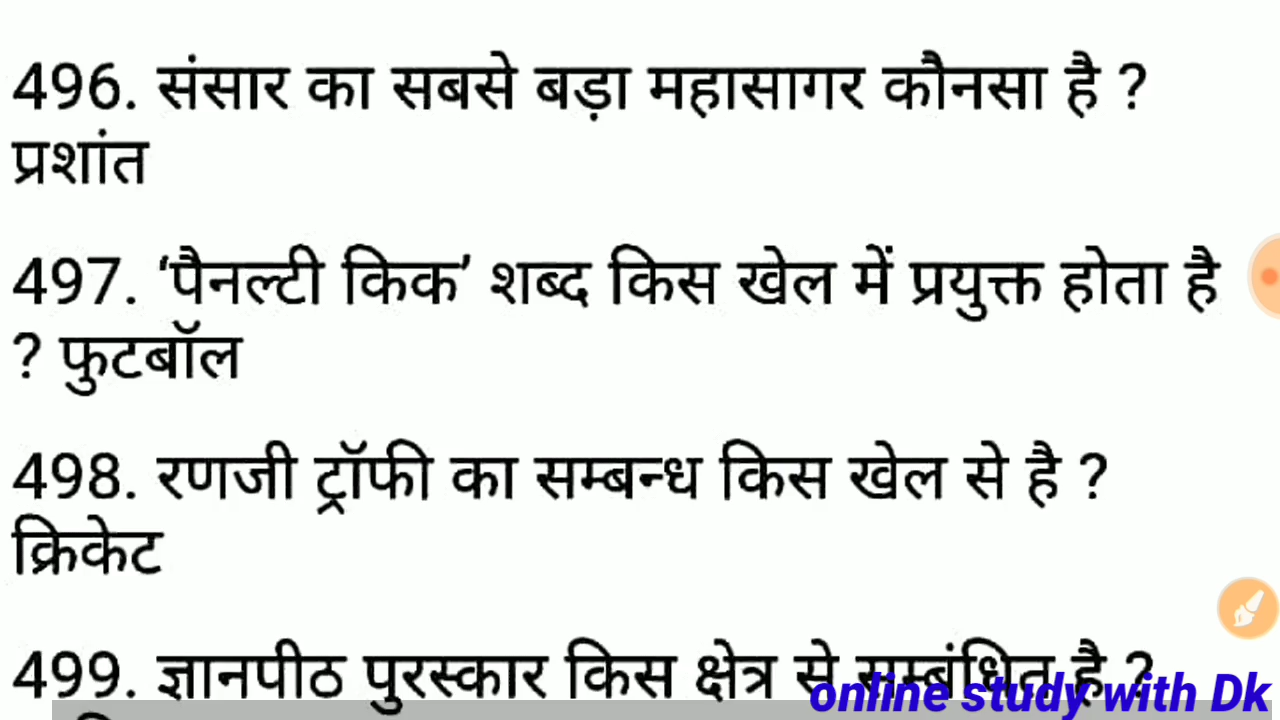 496. संसार का सबसे बड़ा महासागर कौनसा है ?
प्रशांत
497. ‘पैनल्टी किक’ शब्द किस खेल में प्रयुक्त होता है
? फुटबॉल
498. रणजी ट्रॉफी का सम्बन्ध किस खेल से है ?
क्रिकेट
499. ज्ञानपीठ पुरस्कार किस क्षेत्र से सम्बंधित है ?
online study with Dk